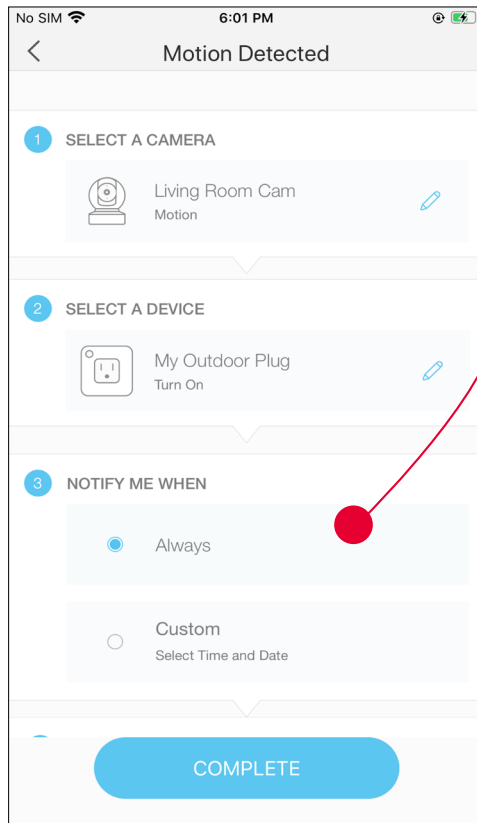 No SIM 6:01 PM
Motion Detected
1 SELECT A CAMERA
Living Room Cam
Motion
2 SELECT A DEVICE
My Outdoor Plug
Turn On
3 NOTIFY ME WHEN
Always
Custom
Select Time and Date
COMPLETE